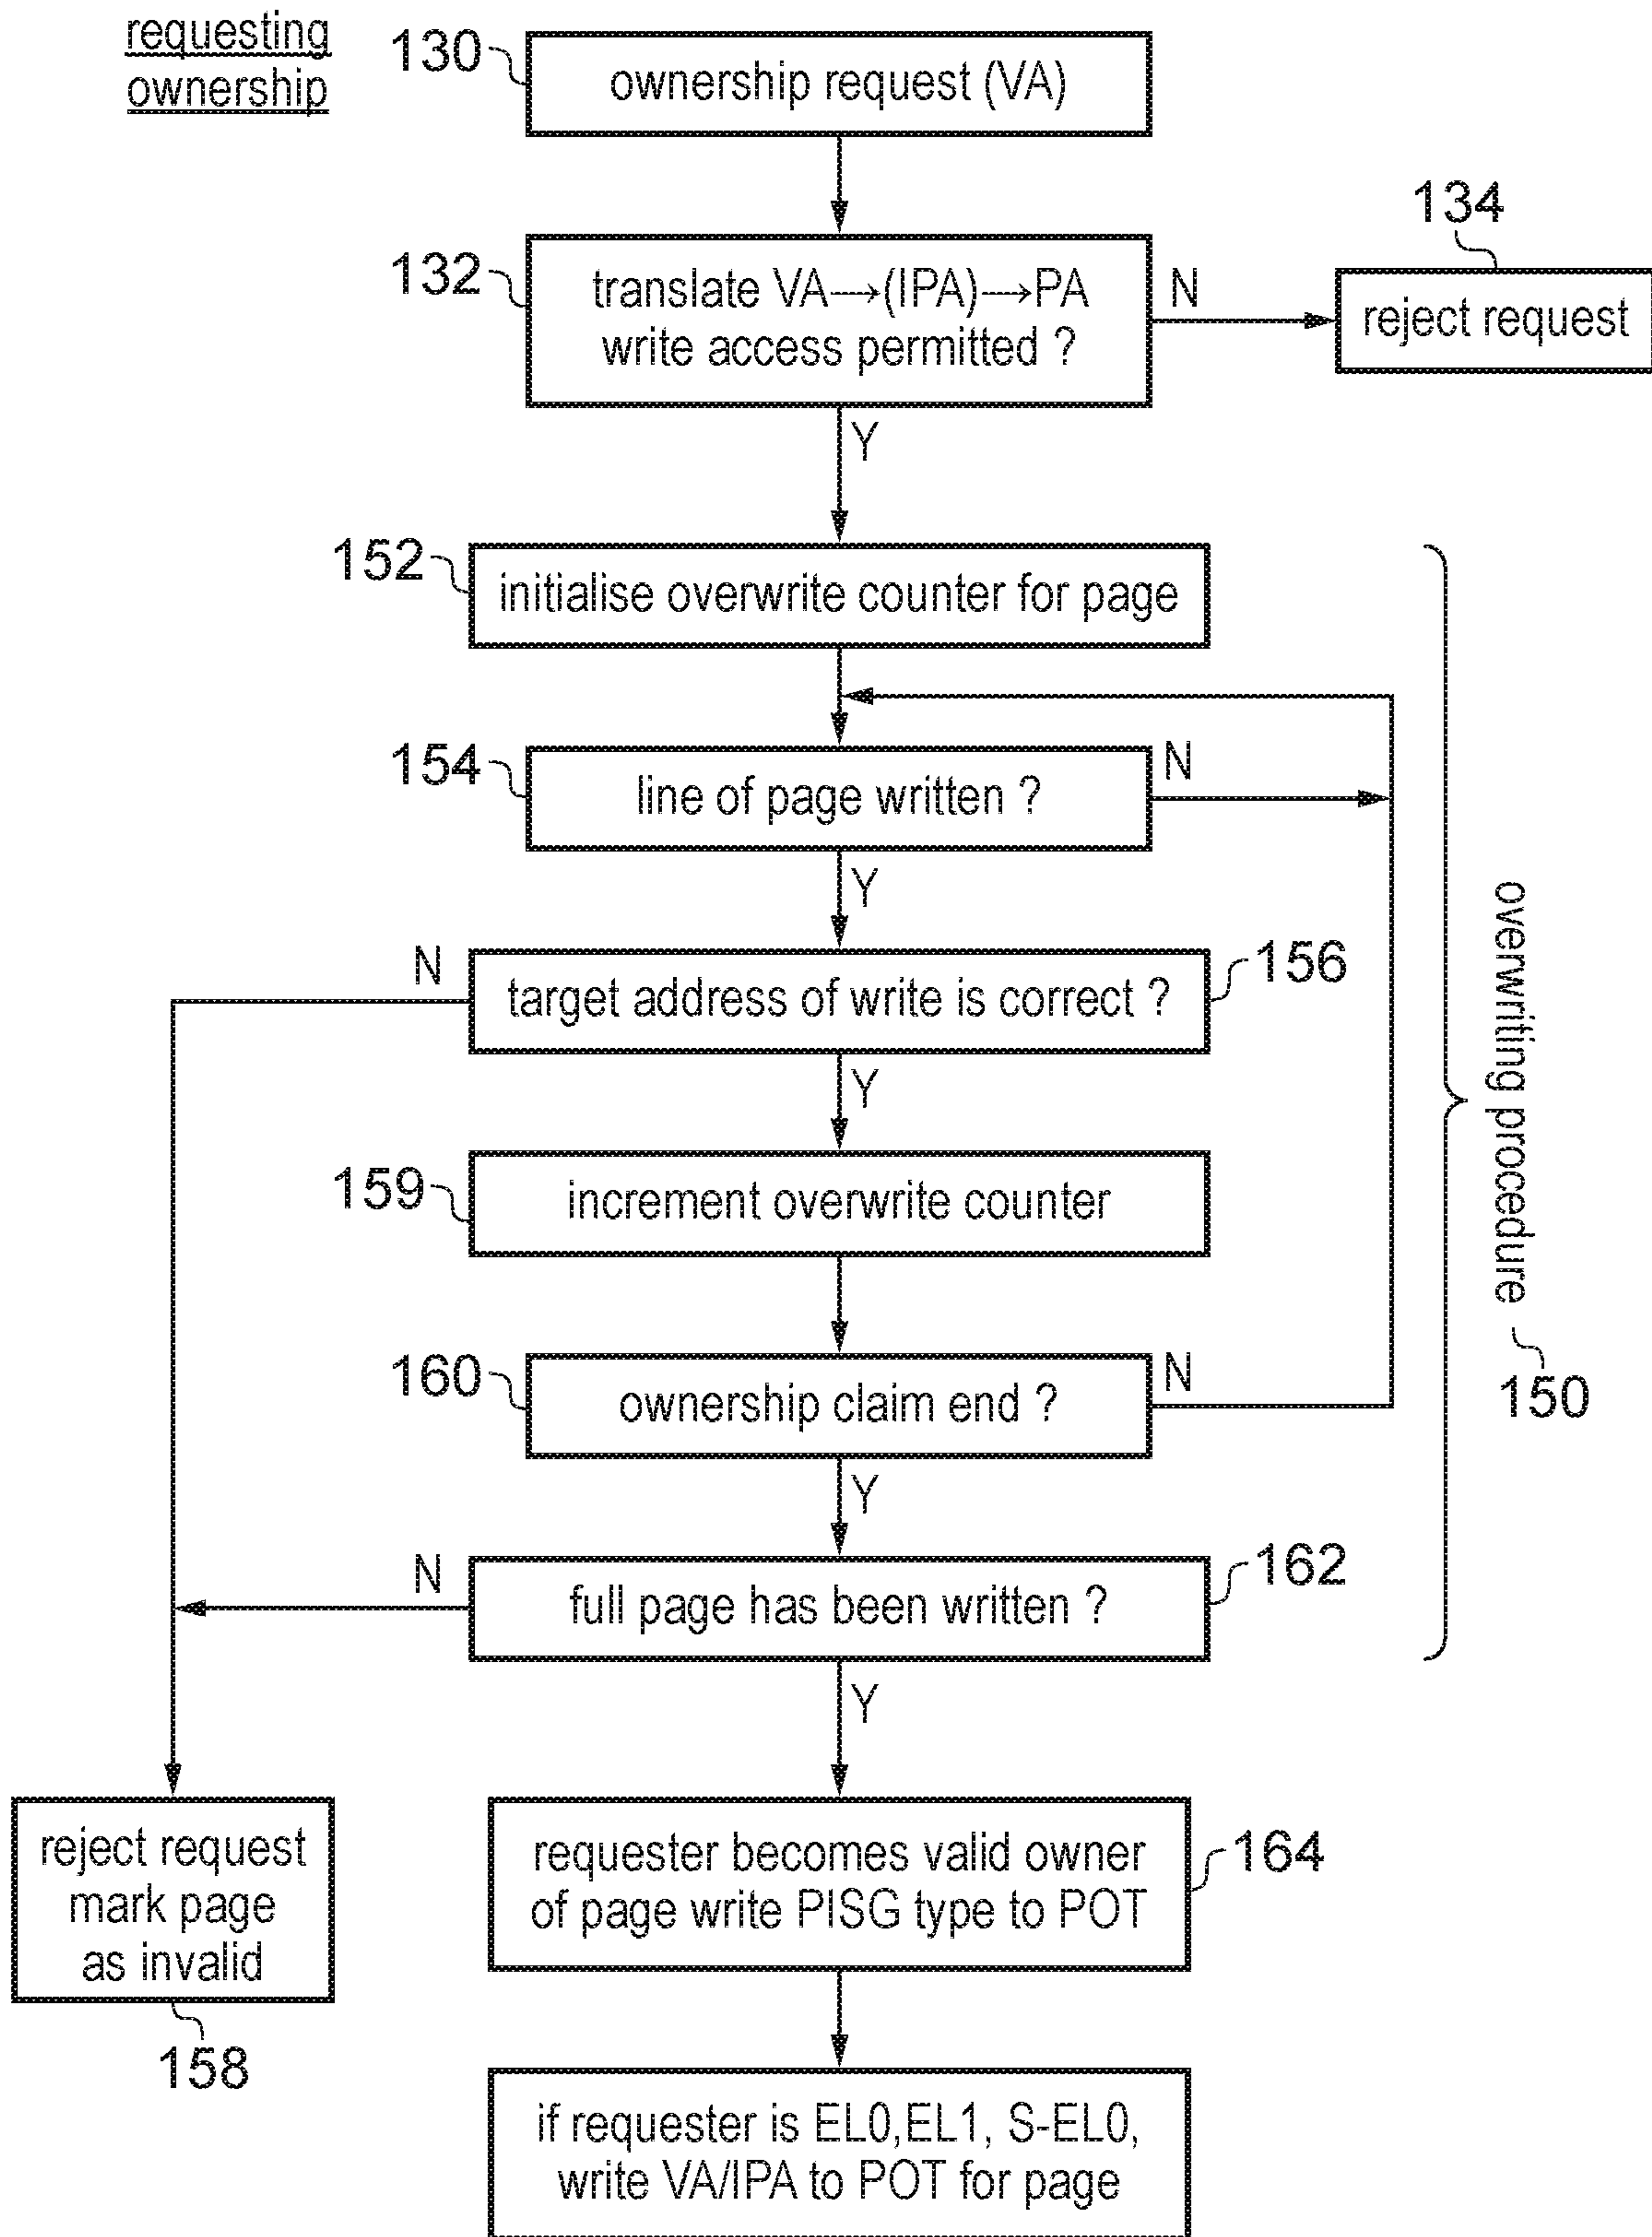 requesting
ownership
130
ownership request (VA)
134
132
translate VA→(IPA)→PA
write access permitted ?
N
reject request
Y
152
initialise overwrite counter for page
154
line of page written ?
N
Y
N
target address of write is correct ?
156
Y
159
increment overwrite counter
overwriting procedure
150
160
ownership claim end ?
N
Y
N
full page has been written ?
162
Y
reject request
mark page
as invalid
158
requester becomes valid owner
of page write PISG type to POT
164
if requester is EL0,EL1, S-EL0,
write VA/IPA to POT for page